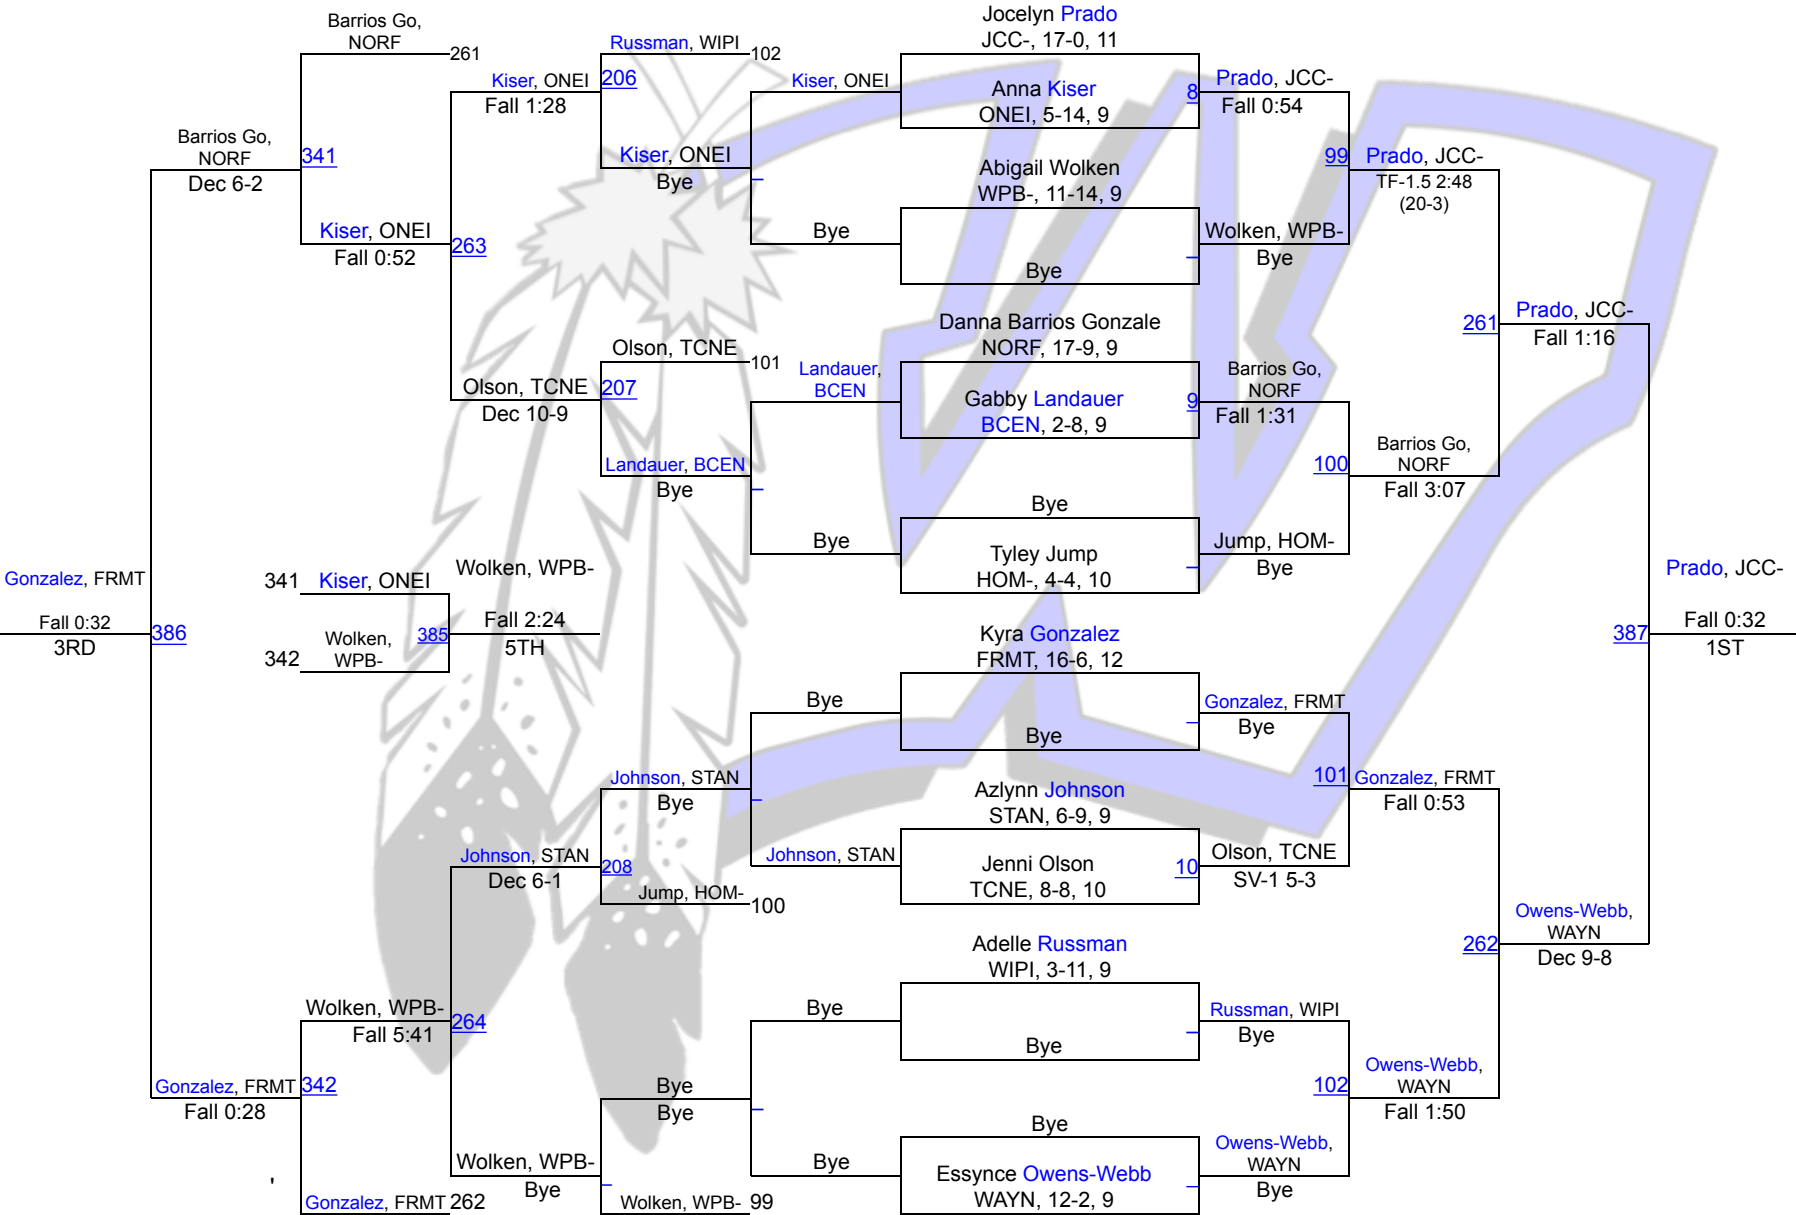 Barrios Go,
NORF
261
Barrios Go,
NORF
341
Dec 6-2
Kiser, ONEI
Fall 0:52
263
Kiser, ONEI
Fall 1:28
Russman, WIPI
102
206
Kiser, ONEI
Bye
Kiser, ONEI
Bye
Olson, TCNE
Dec 10-9
Olson, TCNE
101
207
Landauer, BCEN
Bye
Landauer,
BCEN
Bye
Gonzalez, FRMT
Fall 0:32
3RD
386
341 Kiser, ONEI
342
Wolken,
WPB-
385
Wolken, WPB-
Fall 2:24
5TH
Johnson, STAN
Dec 6-1
Johnson, STAN
Bye
208
Jump, HOM-
100
Bye
Johnson, STAN
Wolken, WPB-
Fall 5:41
264
Gonzalez, FRMT
342
Fall 0:28
'
Gonzalez, FRMT
262
Wolken, WPB-
Bye
Bye
Bye
Wolken, WPB-
99
Bye
Bye
Jocelyn Prado
JCC-, 17-0, 11
Anna Kiser
ONEI, 5-14, 9
8
Abigail Wolken
WPB-, 11-14, 9
Bye
Danna Barrios Gonzale
NORF, 17-9, 9
Gabby Landauer
BCEN, 2-8, 9
9
Bye
Tyley Jump
HOM-, 4-4, 10
Kyra Gonzalez
FRMT, 16-6, 12
Bye
Azlynn Johnson
STAN, 6-9, 9
Jenni Olson
TCNE, 8-8, 10
10
Adelle Russman
WIPI, 3-11, 9
Bye
Bye
Essynce Owens-Webb
WAYN, 12-2, 9
Prado, JCC-
Fall 0:54
99
Wolken, WPB-
Bye
Barrios Go,
NORF
Fall 1:31
100
Jump, HOM-
Bye
Gonzalez, FRMT
Bye
101
Olson, TCNE
SV-1 5-3
Russman, WIPI
Bye
102
Owens-Webb,
WAYN
Bye
Prado, JCC-
TF-1.5 2:48
(20-3)
261
Barrios Go,
NORF
Fall 3:07
Gonzalez, FRMT
Fall 0:53
262
Owens-Webb,
WAYN
Fall 1:50
Prado, JCC-
Fall 1:16
387
Owens-Webb,
WAYN
Dec 9-8
Prado, JCC-
Fall 0:32
1ST